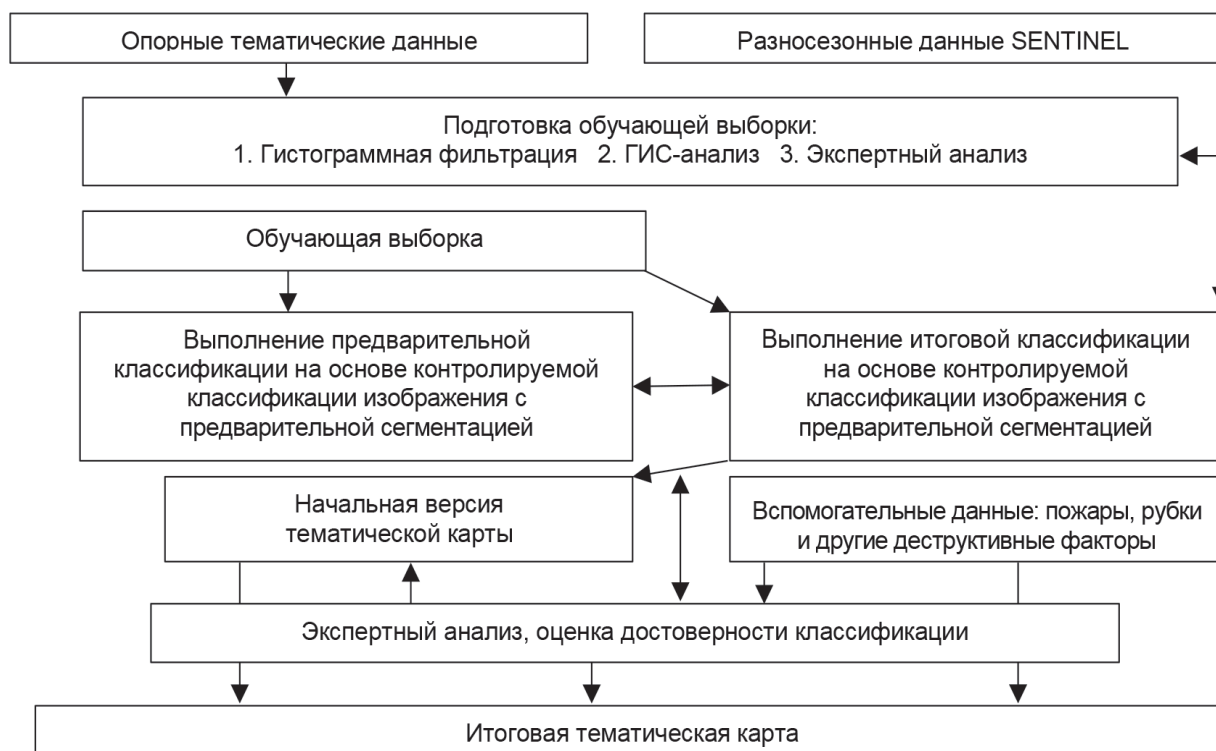 Опорные тематические данные
Разносезонные данные SENTINEL
Подготовка обучающей выборки:
1. Гистограммная фильтрация 2. ГИС-анализ 3. Экспертный анализ
Обучающая выборка
Выполнение предварительной
классификации на основе контролируемой
классификации изображения с
предварительной сегментацией
Выполнение итоговой классификации
на основе контролируемой
классификации изображения с
предварительной сегментацией
Начальная версия
тематической карты
Вспомогательные данные: пожары, рубки
и другие деструктивные факторы
Экспертный анализ, оценка достоверности классификации
Итоговая тематическая карта